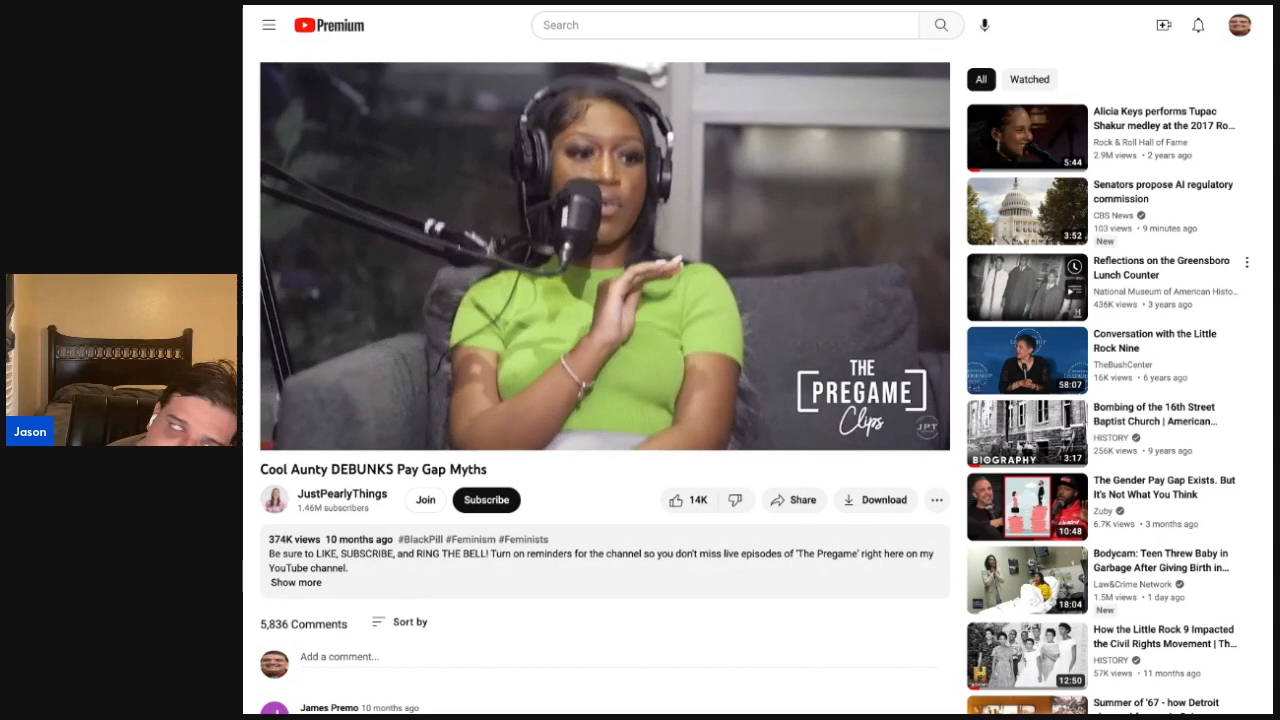 Premium
Search
THE
PREGAME
Clips
JPT
Cool Aunty DEBUNKS Pay Gap Myths
JustPearlyThings
1.46M subscribers
Join
Subscribe
14K
Share
Download
374K views 10 months ago #BlackPill #Feminism #Feminists
Be sure to LIKE, SUBSCRIBE, and RING THE BELL! Turn on reminders for the channel so you don't miss live episodes of 'The Pregame' right here on my
YouTube channel.
Show more
5,836 Comments
Sort by
Add a comment...
James Premo 10 months ago
Jason
All
Watched
Alicia Keys performs Tupac
Shakur medley at the 2017 Ro...
Rock & Roll Hall of Fame
2.9M views • 2 years ago
5:44
Senators propose AI regulatory
commission
CBS News
103 views • 9 minutes ago
New
3:52
Reflections on the Greensboro
Lunch Counter
National Museum of American Histo...
436K views • 3 years ago
Conversation with the Little
Rock Nine
TheBushCenter
16K views • 6 years ago
58:07
Bombing of the 16th Street
Baptist Church | American...
HISTORY
256K views • 9 years ago
BIOGRAPHY
3:17
The Gender Pay Gap Exists. But
It's Not What You Think
Zuby
6.7K views • 3 months ago
10:48
Bodycam: Teen Threw Baby in
Garbage After Giving Birth in...
Law&Crime Network
1.5M views • 1 day ago
New
18:04
How the Little Rock 9 Impacted
the Civil Rights Movement | Th...
HISTORY
57K views • 11 months ago
12:50
Summer of '67 - how Detroit